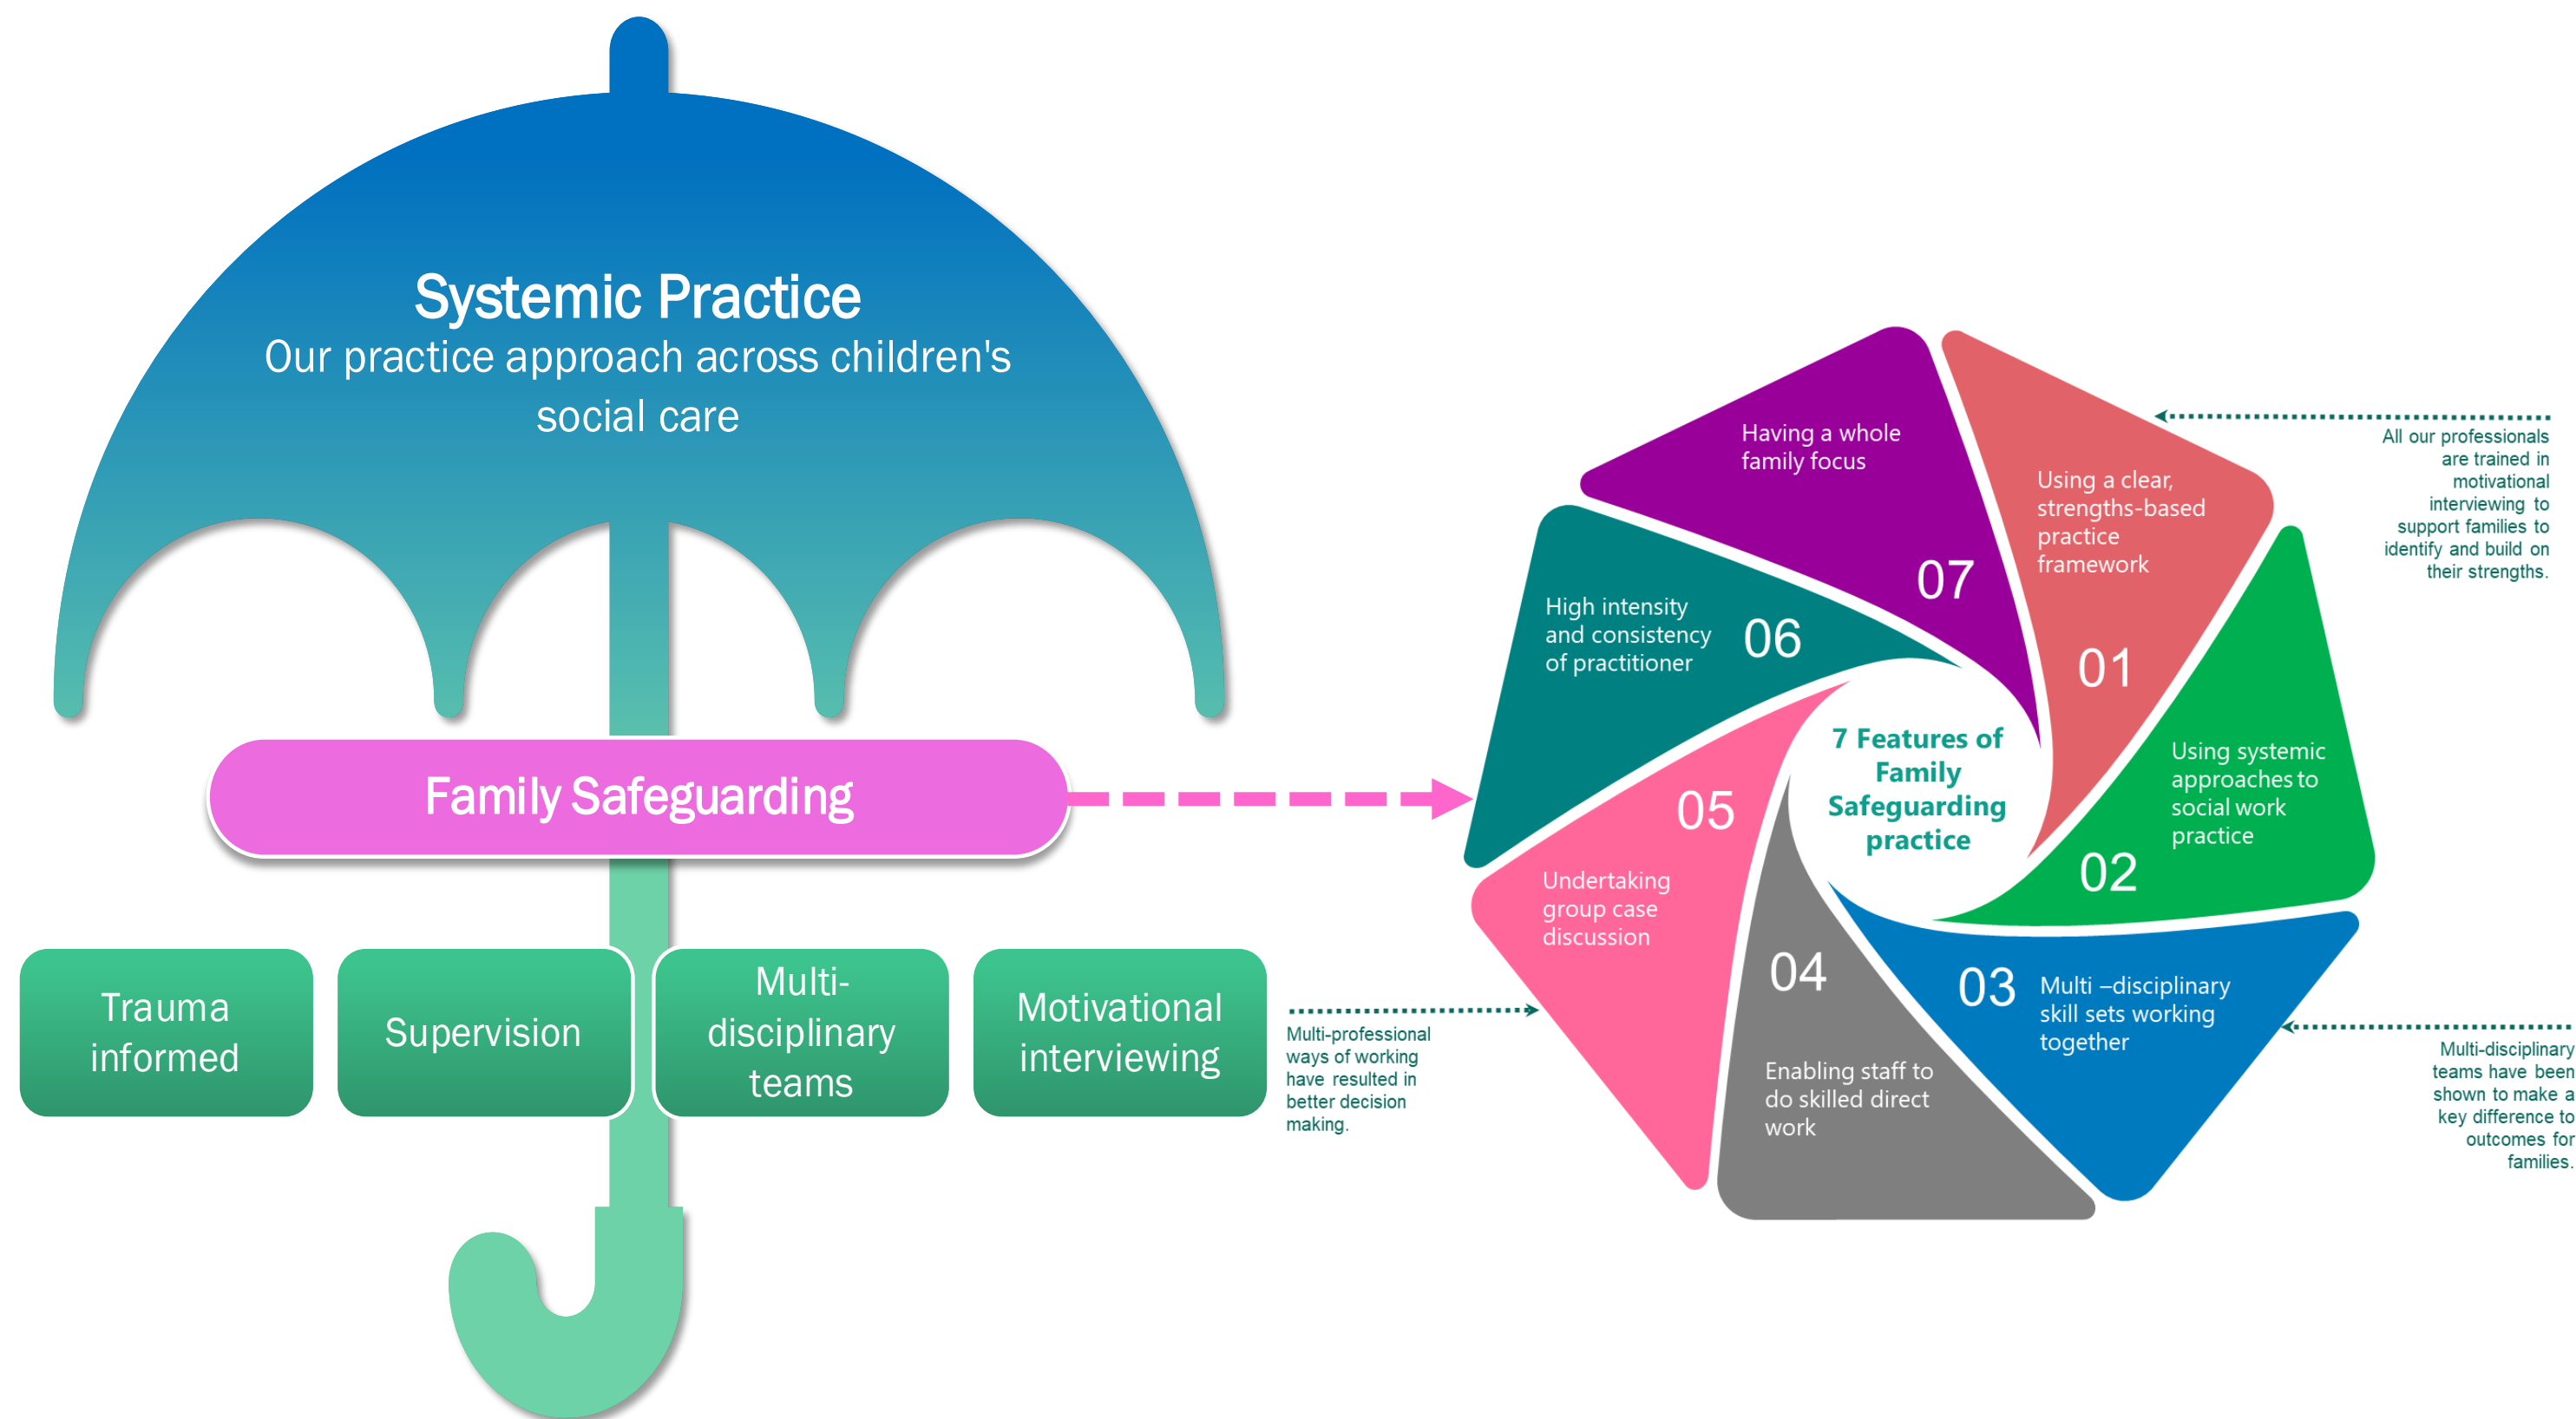 Systemic Practice
Our practice approach across children's
social care
Family Safeguarding
Trauma
informed
Supervision
Multi-
disciplinary
teams
Motivational
interviewing
7 Features of
Family
Safeguarding
practice
Using a clear,
strengths-based
practice
framework
01
All our professionals
are trained in
motivational
interviewing to
support families to
identify and build on
their strengths.
Using systemic
approaches to
social work
practice
02
03
Multi –disciplinary
skill sets working
together
Multi-disciplinary
teams have been
shown to make a
key difference to
outcomes for
families.
04
Enabling staff to
do skilled direct
work
05
Undertaking
group case
discussion
Multi-professional
ways of working
have resulted in
better decision
making.
High intensity
and consistency
of practitioner
06
Having a whole
family focus
07